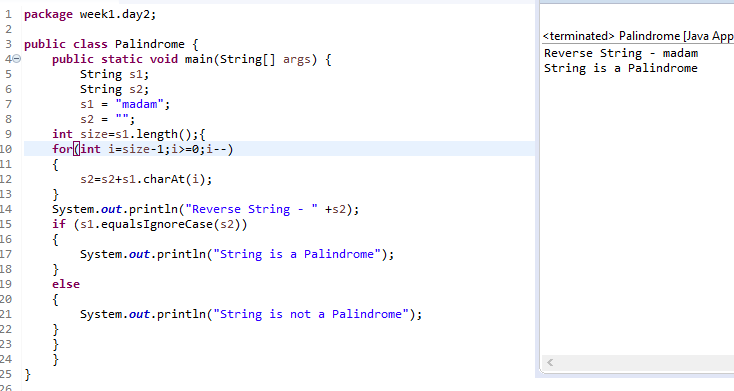 1 package week1.day2;
2
3 public class Palindrome {
4 public static void main(String[] args) {
5 String s1;
6 String s2;
7 s1 = "madam";
8 s2 = "";
9 int size=s1.length();{
10 for(int i=size-1;i>=0;i--)
11 {
12 s2=s2+s1.charAt(i);
13 }
14 System.out.println("Reverse String - " +s2);
15 if (s1.equalsIgnoreCase(s2))
16 {
17 System.out.println("String is a Palindrome");
18 }
19 else
20 {
21 System.out.println("String is not a Palindrome");
22 }
23 }
24 }
25 }
26
<terminated> Palindrome [Java App
Reverse String - madam
String is a Palindrome